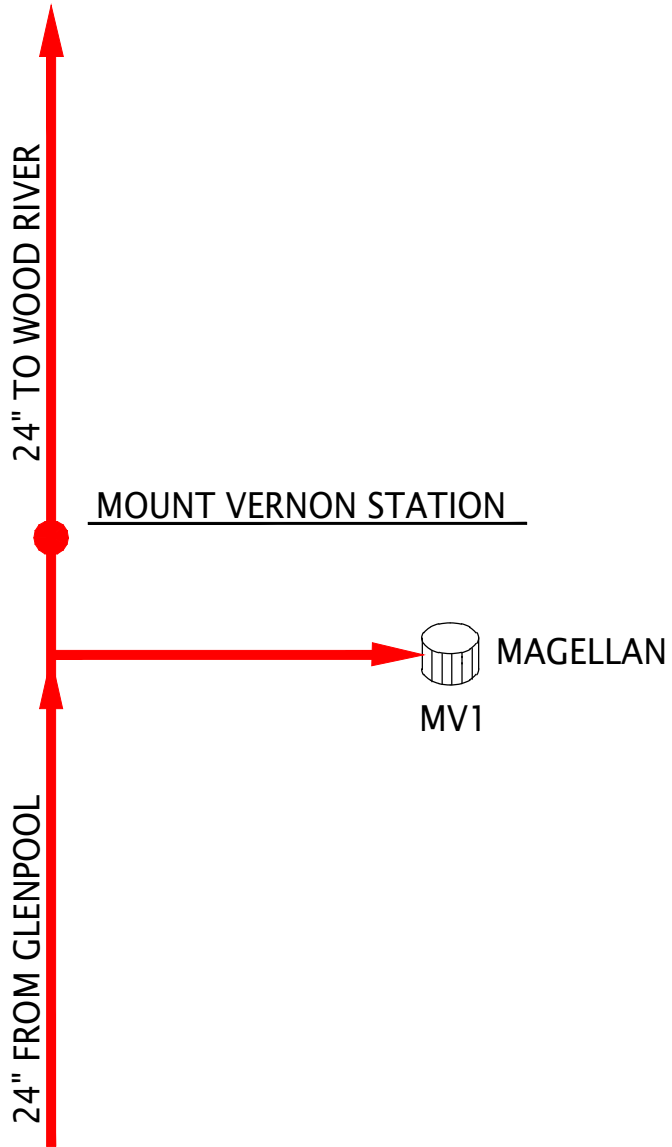 24" TO WOOD RIVER
MOUNT VERNON STATION
MAGELLAN
MV1
24" FROM GLENPOOL